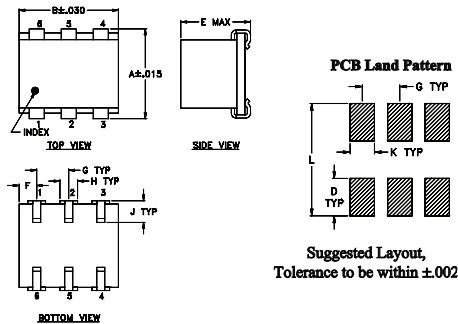 B±.030
6 5 4
A±.015
INDEX
1 2 3
TOP VIEW
E MAX
SIDE VIEW
PCB Land Pattern
G TYP
K TYP
L
D
TYP
Suggested Layout,
Tolerance to be within ±.002
G TYP
H TYP
F
1 2 3
J TYP
6 5 4
BOTTOM VIEW